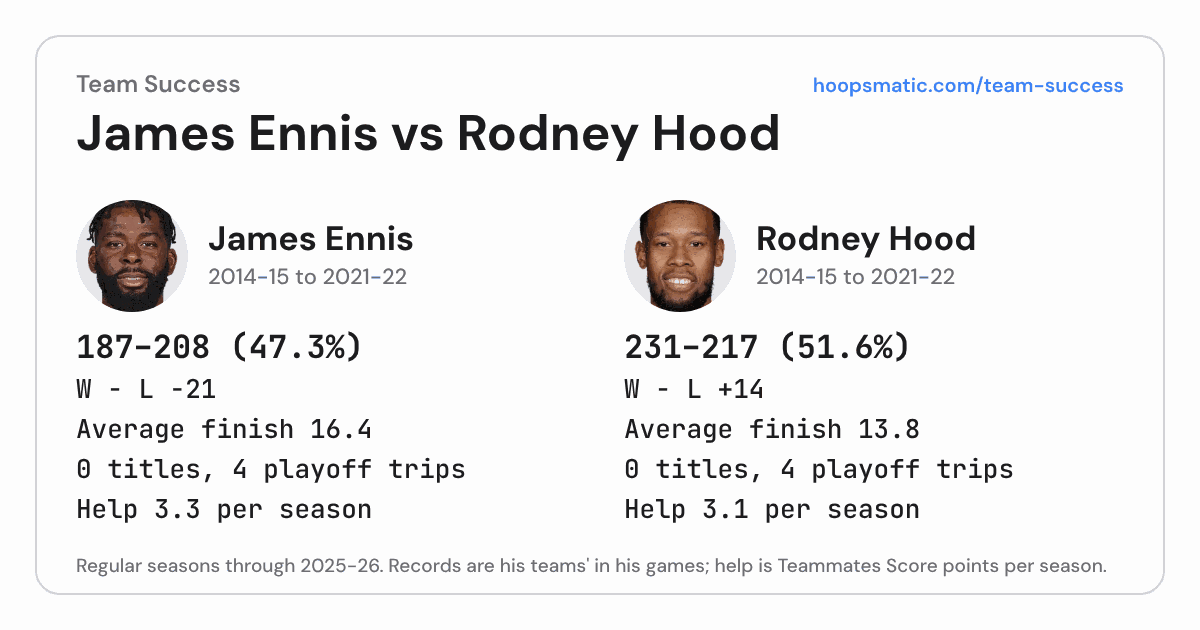 Team Success
hoopsmatic.com/team-success
James Ennis vs Rodney Hood
James Ennis
2014-15 to 2021-22
187-208 (47.3%)
W - L -21
Average finish 16.4
0 titles, 4 playoff trips
Help 3.3 per season
Rodney Hood
2014-15 to 2021-22
231-217 (51.6%)
W - L +14
Average finish 13.8
0 titles, 4 playoff trips
Help 3.1 per season
Regular seasons through 2025-26. Records are his teams' in his games; help is Teammates Score points per season.